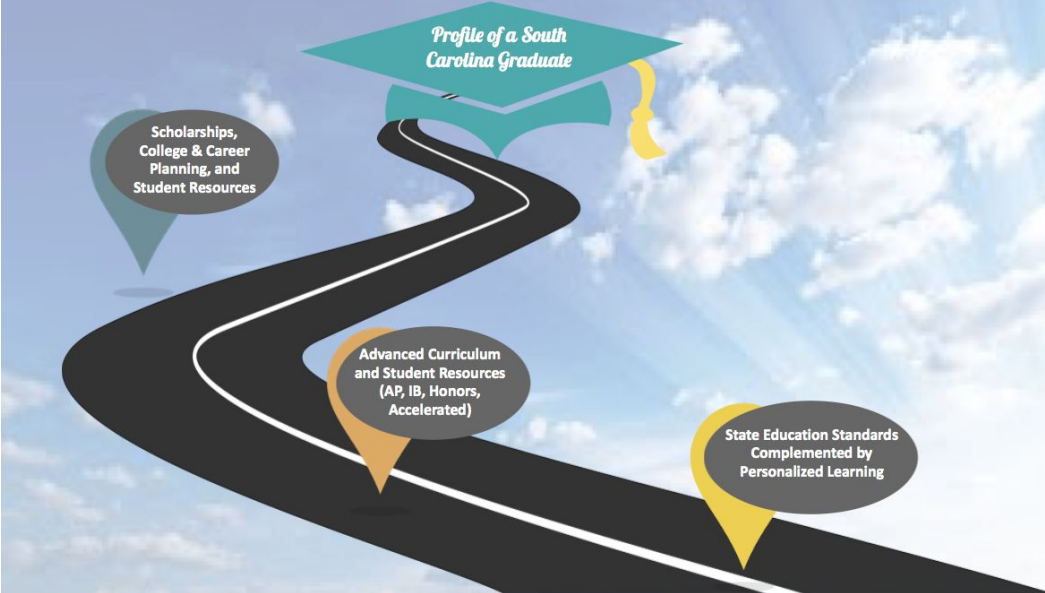 Profile of a South
Carolina Graduate
Scholarships,
College & Career
Planning, and
Student Resources
Advanced Curriculum
and Student Resources
(AP, IB, Honors,
Accelerated)
State Education Standards
Complemented by
Personalized Learning